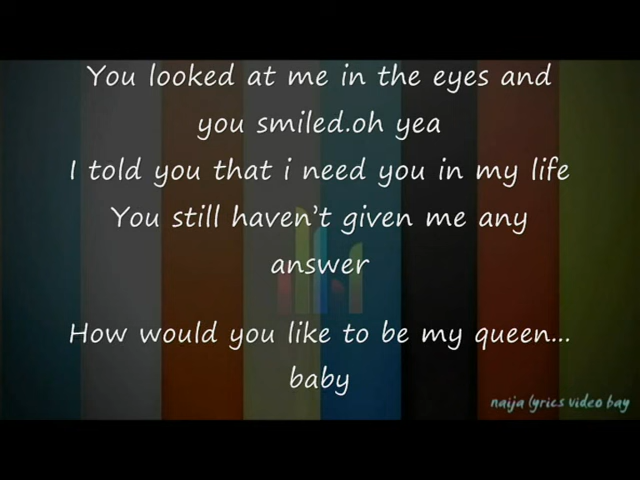 You looked at me in the eyes and
you smiled.oh yea
I told you that i need you in my life
You still haven't given me any
answer
How would you like to be my queen...
baby
naija lyrics video bay